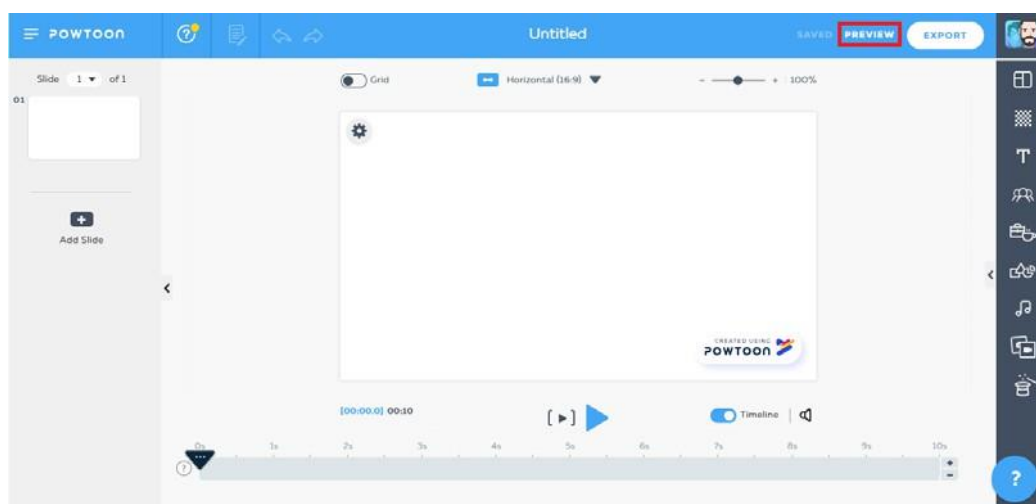 POWTOON
Untitled
SAVED PREVIEW EXPORT
Slide 1 of 1
Grid
Horizontal (16:9)
- + 100%
01
Add Slide
CREATED USING
POWTOON
[00:00.0] 00:10
Timeline
0s 1s 2s 3s 4s 5s 6s 7s 8s 9s 10s
?